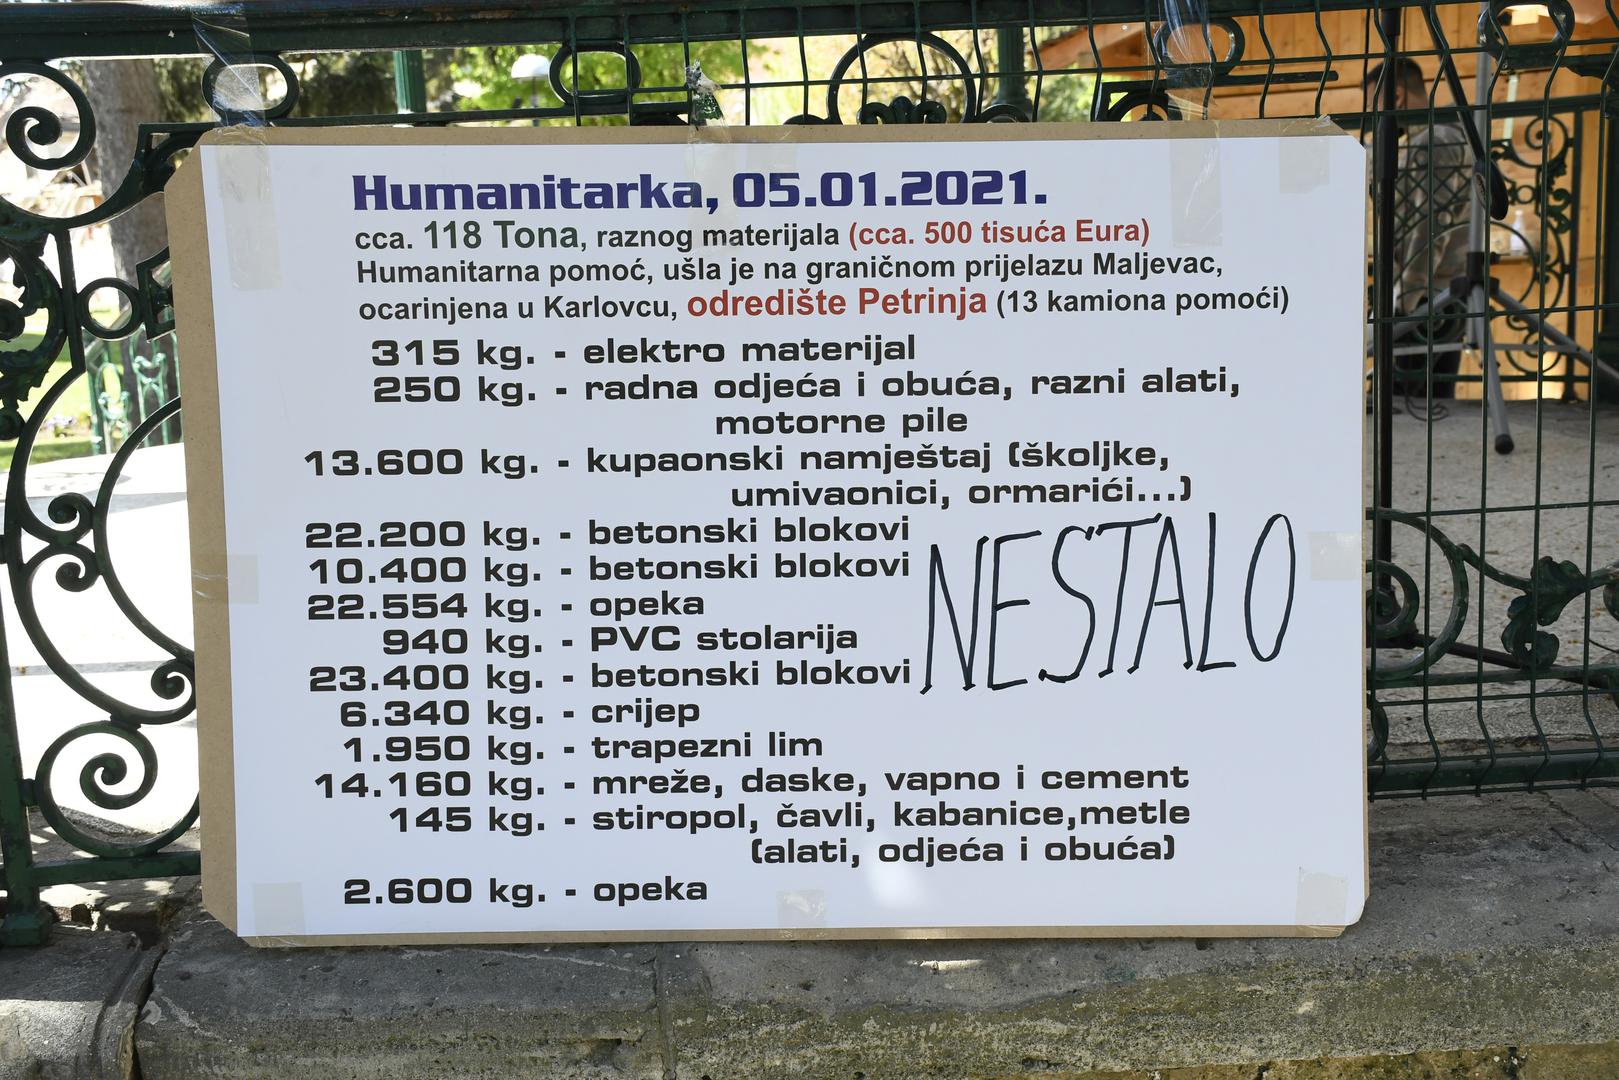 Humanitarka, 05.01.2021.
cca. 118 Tona, raznog materijala (cca. 500 tisuća Eura)
Humanitarna pomoć, ušla je na graničnom prijelazu Maljevac,
ocarinjena u Karlovcu, odredište Petrinja (13 kamiona pomoći)
315 kg. - elektro materijal
250 kg. - radna odjeća i obuća, razni alati,
motorne pile
13.600 kg. - kupaonski namještaj (školjke,
umivaonici, ormarići...)
22.200 kg. - betonski blokovi
10.400 kg. - betonski blokovi
22.554 kg. - opeka
940 kg. - PVC stolarija
23.400 kg. - betonski blokovi
NESTALO
6.340 kg. - crijep
1.950 kg. - trapezni lim
14.160 kg. - mreže, daske, vapno i cement
145 kg. - stiropol, čavli, kabanice,metle
(alati, odjeća i obuća)
2.600 kg. - opeka